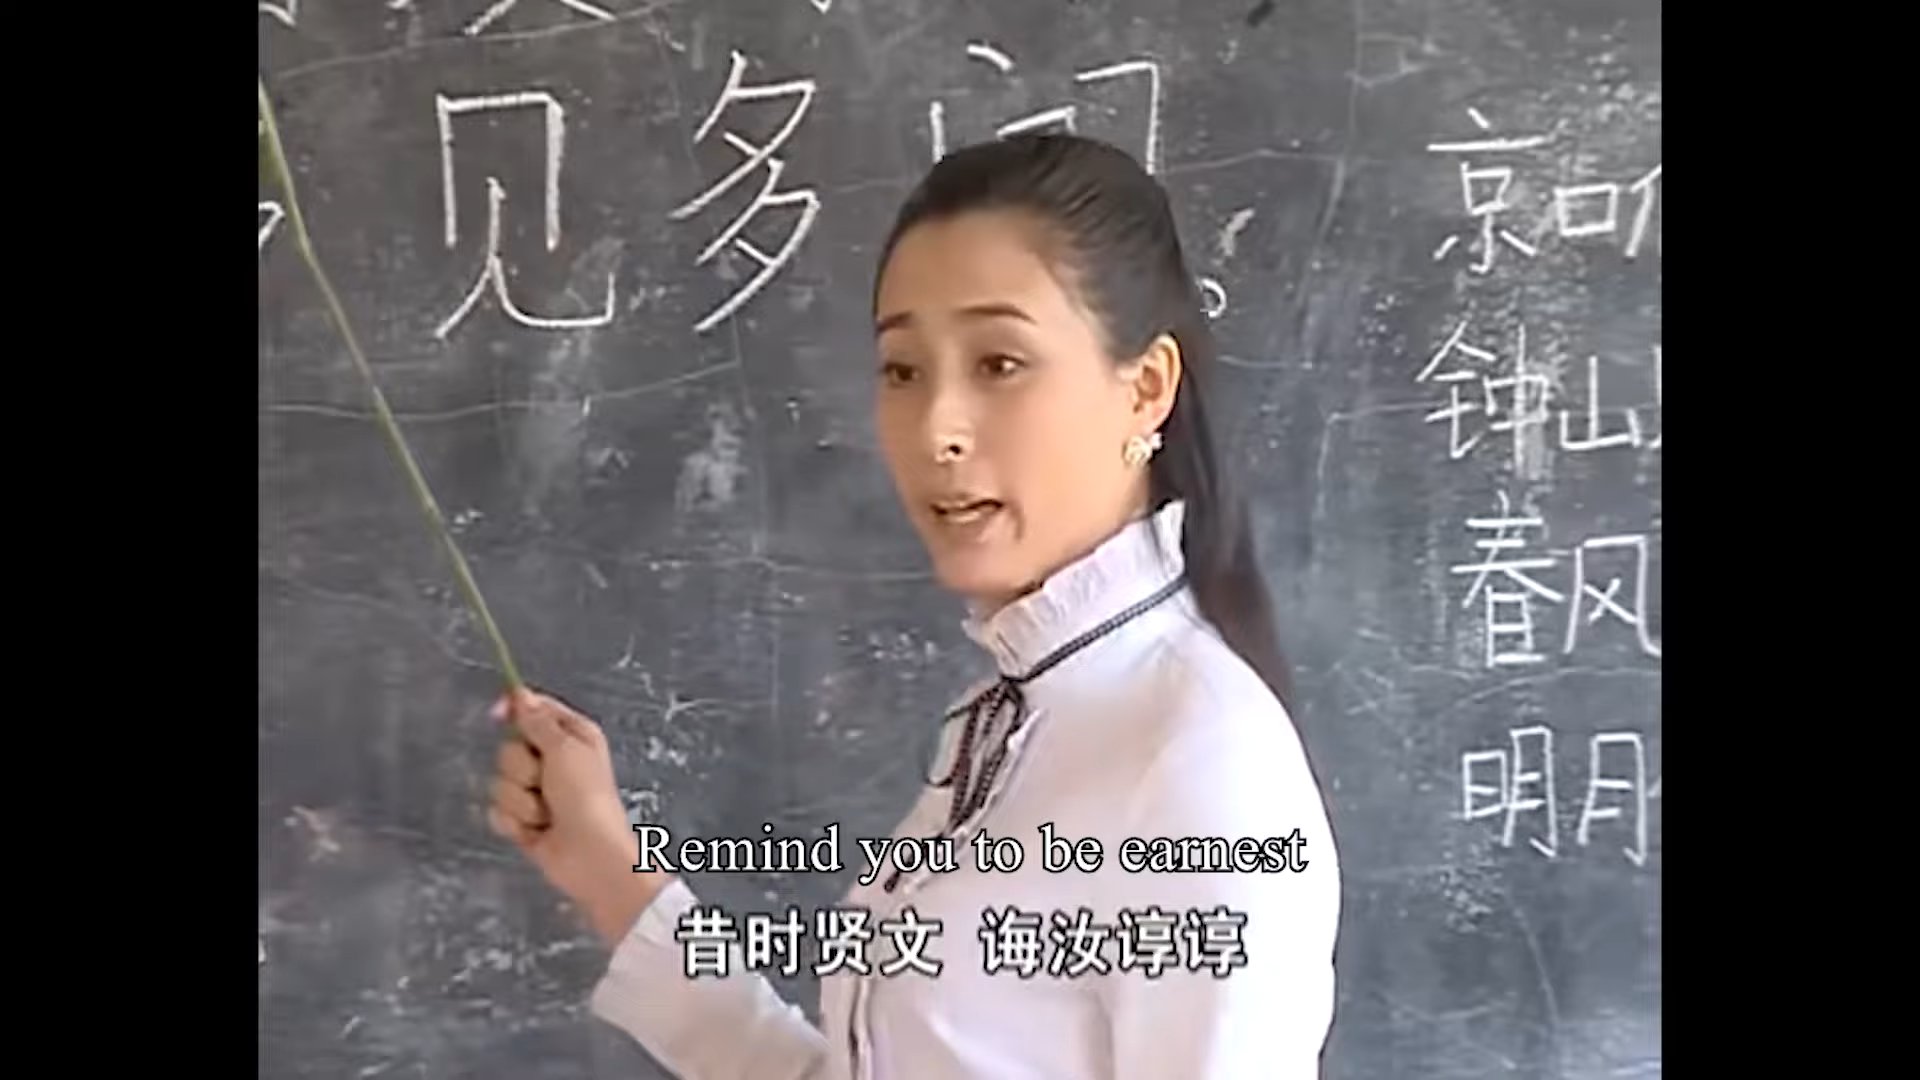 见多
京口
钟山
春风
明月
Remind you to be earnest
昔时贤文 诲汝谆谆